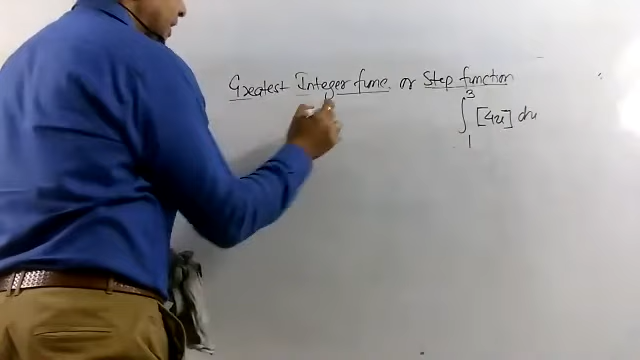 Greatest Integer func. or Step function
∫₁³ [4x] dx